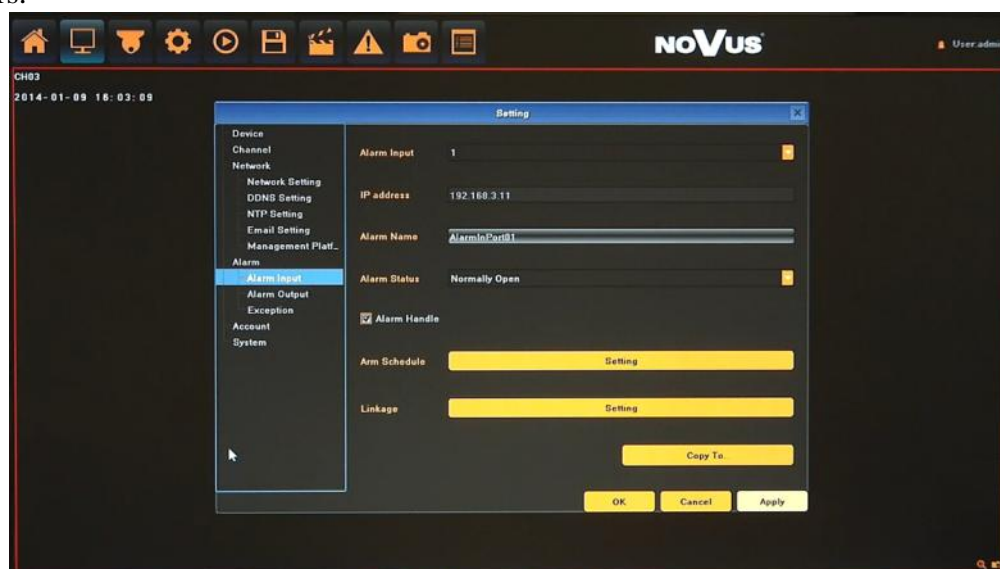 rs.
NOVUS
User:adm
CH03
2014-01-09 16:03:09
Setting
Device
Channel
Network
Network Setting
DDNS Setting
NTP Setting
Email Setting
Management Platf..
Alarm
Alarm Input
Alarm Output
Exception
Account
System
Alarm Input 1
IP address 192.168.3.11
Alarm Name AlarmInPort01
Alarm Status Normally Open
Alarm Handle
Arm Schedule Setting
Linkage Setting
Copy To...
OK Cancel Apply